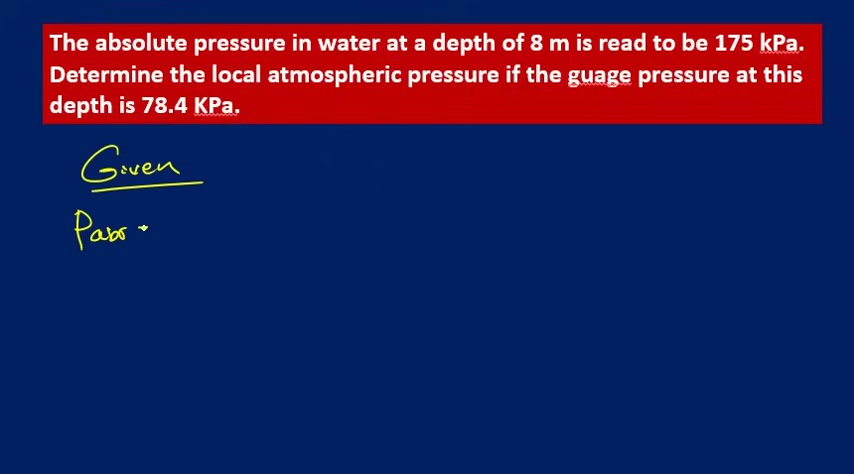 The absolute pressure in water at a depth of 8 m is read to be 175 kPa.
Determine the local atmospheric pressure if the guage pressure at this
depth is 78.4 KPa.
Given
Pabs